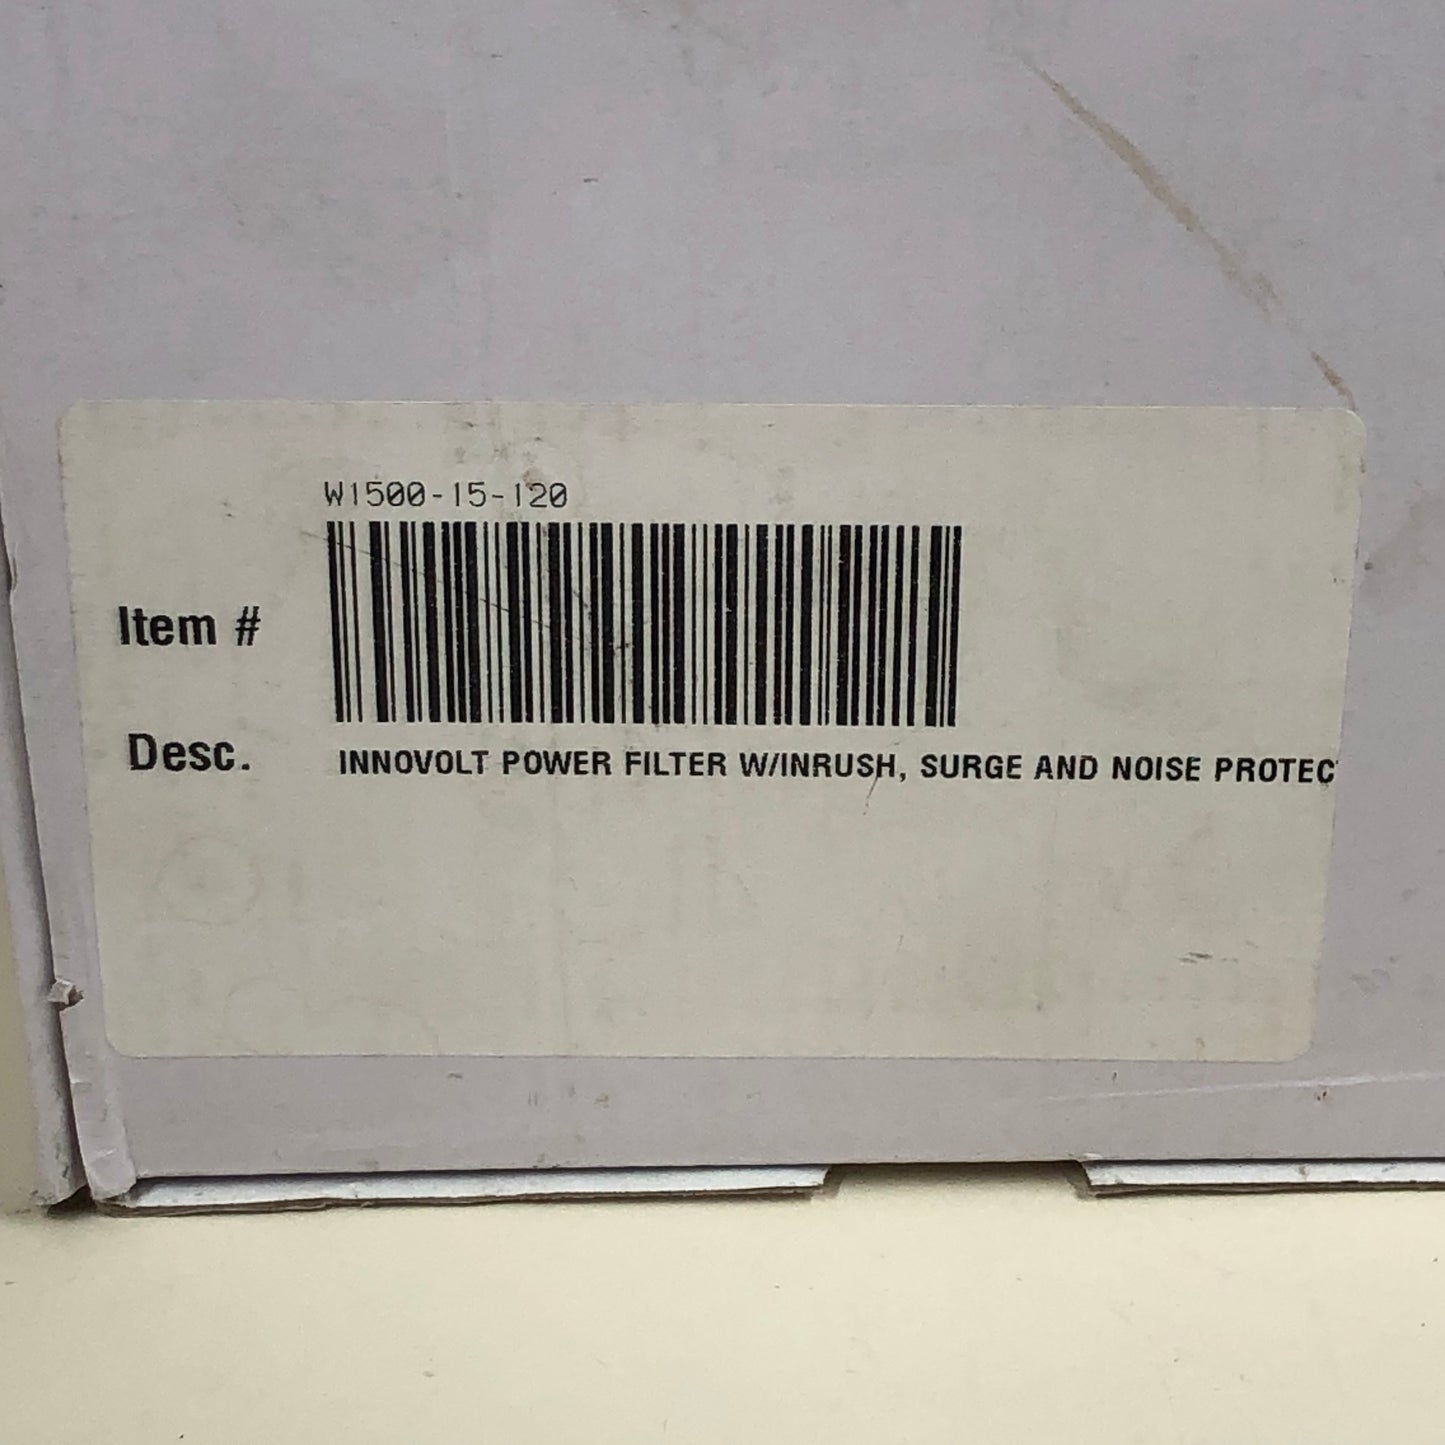 W1500-15-120
Item #
Desc. INNOVOLT POWER FILTER W/INRUSH, SURGE AND NOISE PROTEC